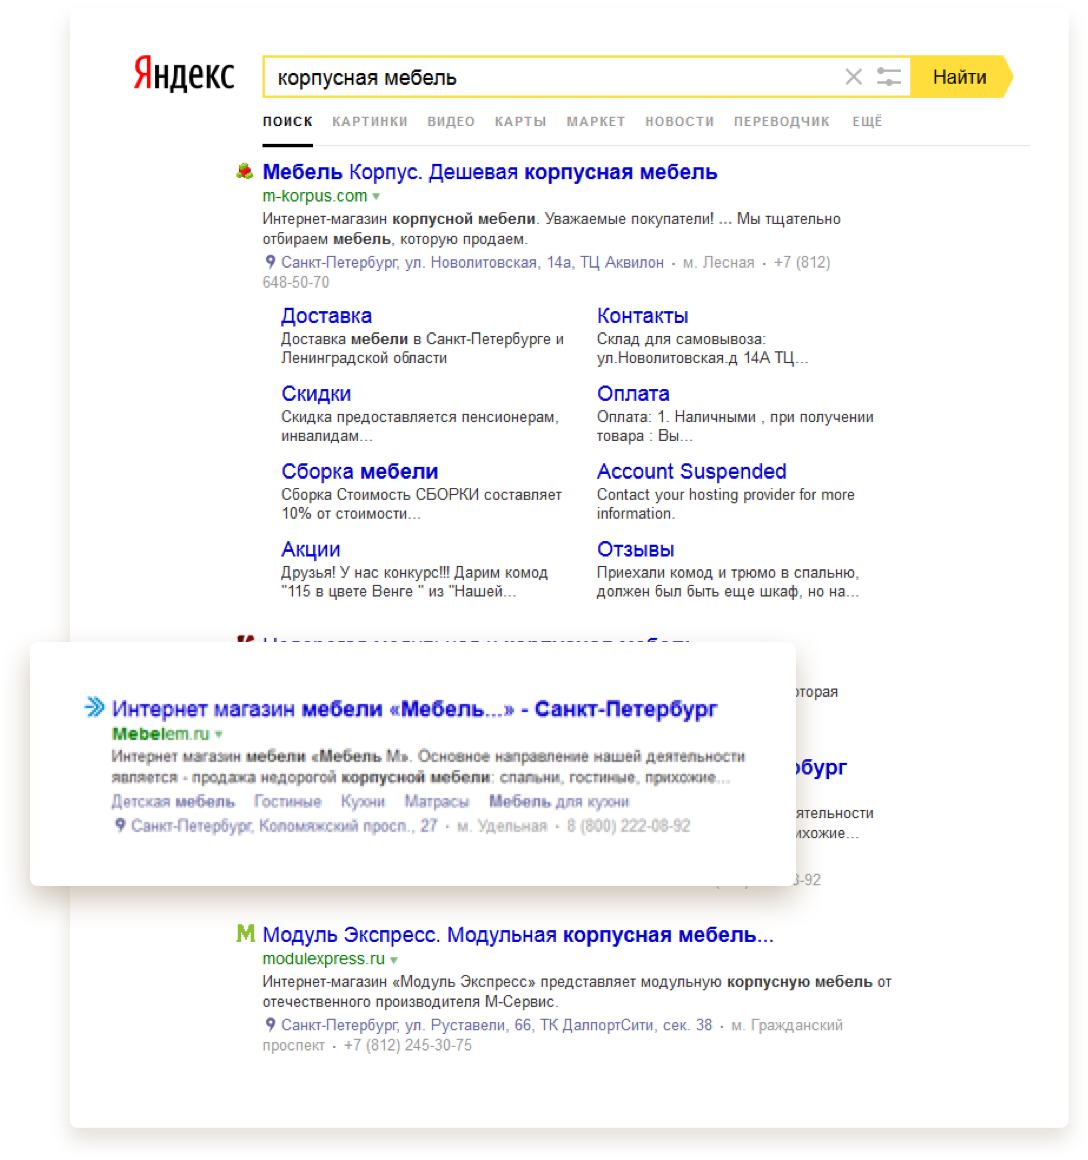 Яндекс
корпусная мебель
Найти
ПОИСК КАРТИНКИ ВИДЕО КАРТЫ МАРКЕТ НОВОСТИ ПЕРЕВОДЧИК ЕЩЁ
Мебель Корпус. Дешевая корпусная мебель
m-korpus.com
Интернет-магазин корпусной мебели. Уважаемые покупатели! ... Мы тщательно
отбираем мебель, которую продаем.
Санкт-Петербург, ул. Новолитовская, 14а, ТЦ Аквилон · м. Лесная · +7 (812)
648-50-70
Доставка
Доставка мебели в Санкт-Петербурге и
Ленинградской области
Контакты
Склад для самовывоза:
ул.Новолитовская.д 14А ТЦ...
Скидки
Скидка предоставляется пенсионерам,
инвалидам...
Оплата
Оплата: 1. Наличными , при получении
товара : Вы...
Сборка мебели
Сборка Стоимость СБОРКИ составляет
10% от стоимости...
Account Suspended
Contact your hosting provider for more
information.
Акции
Друзья! У нас конкурс!!! Дарим комод
"115 в цвете Венге " из "Нашей...
Отзывы
Приехали комод и трюмо в спальню,
должен был быть еще шкаф, но на...
Интернет магазин мебели «Мебель...» - Санкт-Петербург
Mebelem.ru
Интернет магазин мебели «Мебель М». Основное направление нашей деятельности
является - продажа недорогой корпусной мебели: спальни, гостиные, прихожие...
Детская мебель Гостиные Кухни Матрасы Мебель для кухни
Санкт-Петербург, Коломяжский просп., 27 · м. Удельная · 8 (800) 222-08-92
М Модуль Экспресс. Модульная корпусная мебель...
modulexpress.ru
Интернет-магазин «Модуль Экспресс» представляет модульную корпусную мебель от
отечественного производителя М-Сервис.
Санкт-Петербург, ул. Руставели, 66, ТК ДаллпортСити, сек. 38 · м. Гражданский
проспект · +7 (812) 245-30-75